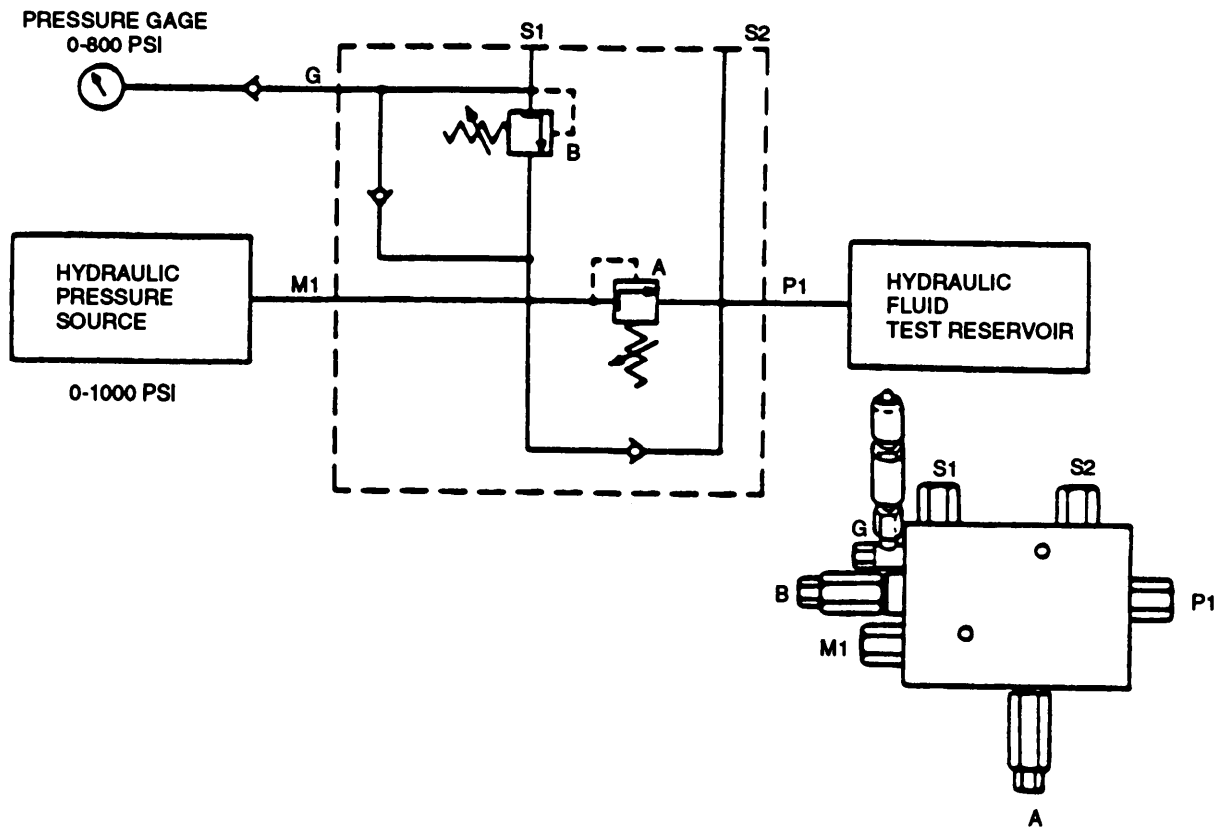 PRESSURE GAGE
0-800 PSI
S1
S2
G
B
HYDRAULIC
PRESSURE
SOURCE
M1
A
P1
HYDRAULIC
FLUID
TEST RESERVOIR
0-1000 PSI
S1
S2
G
B
P1
M1
A